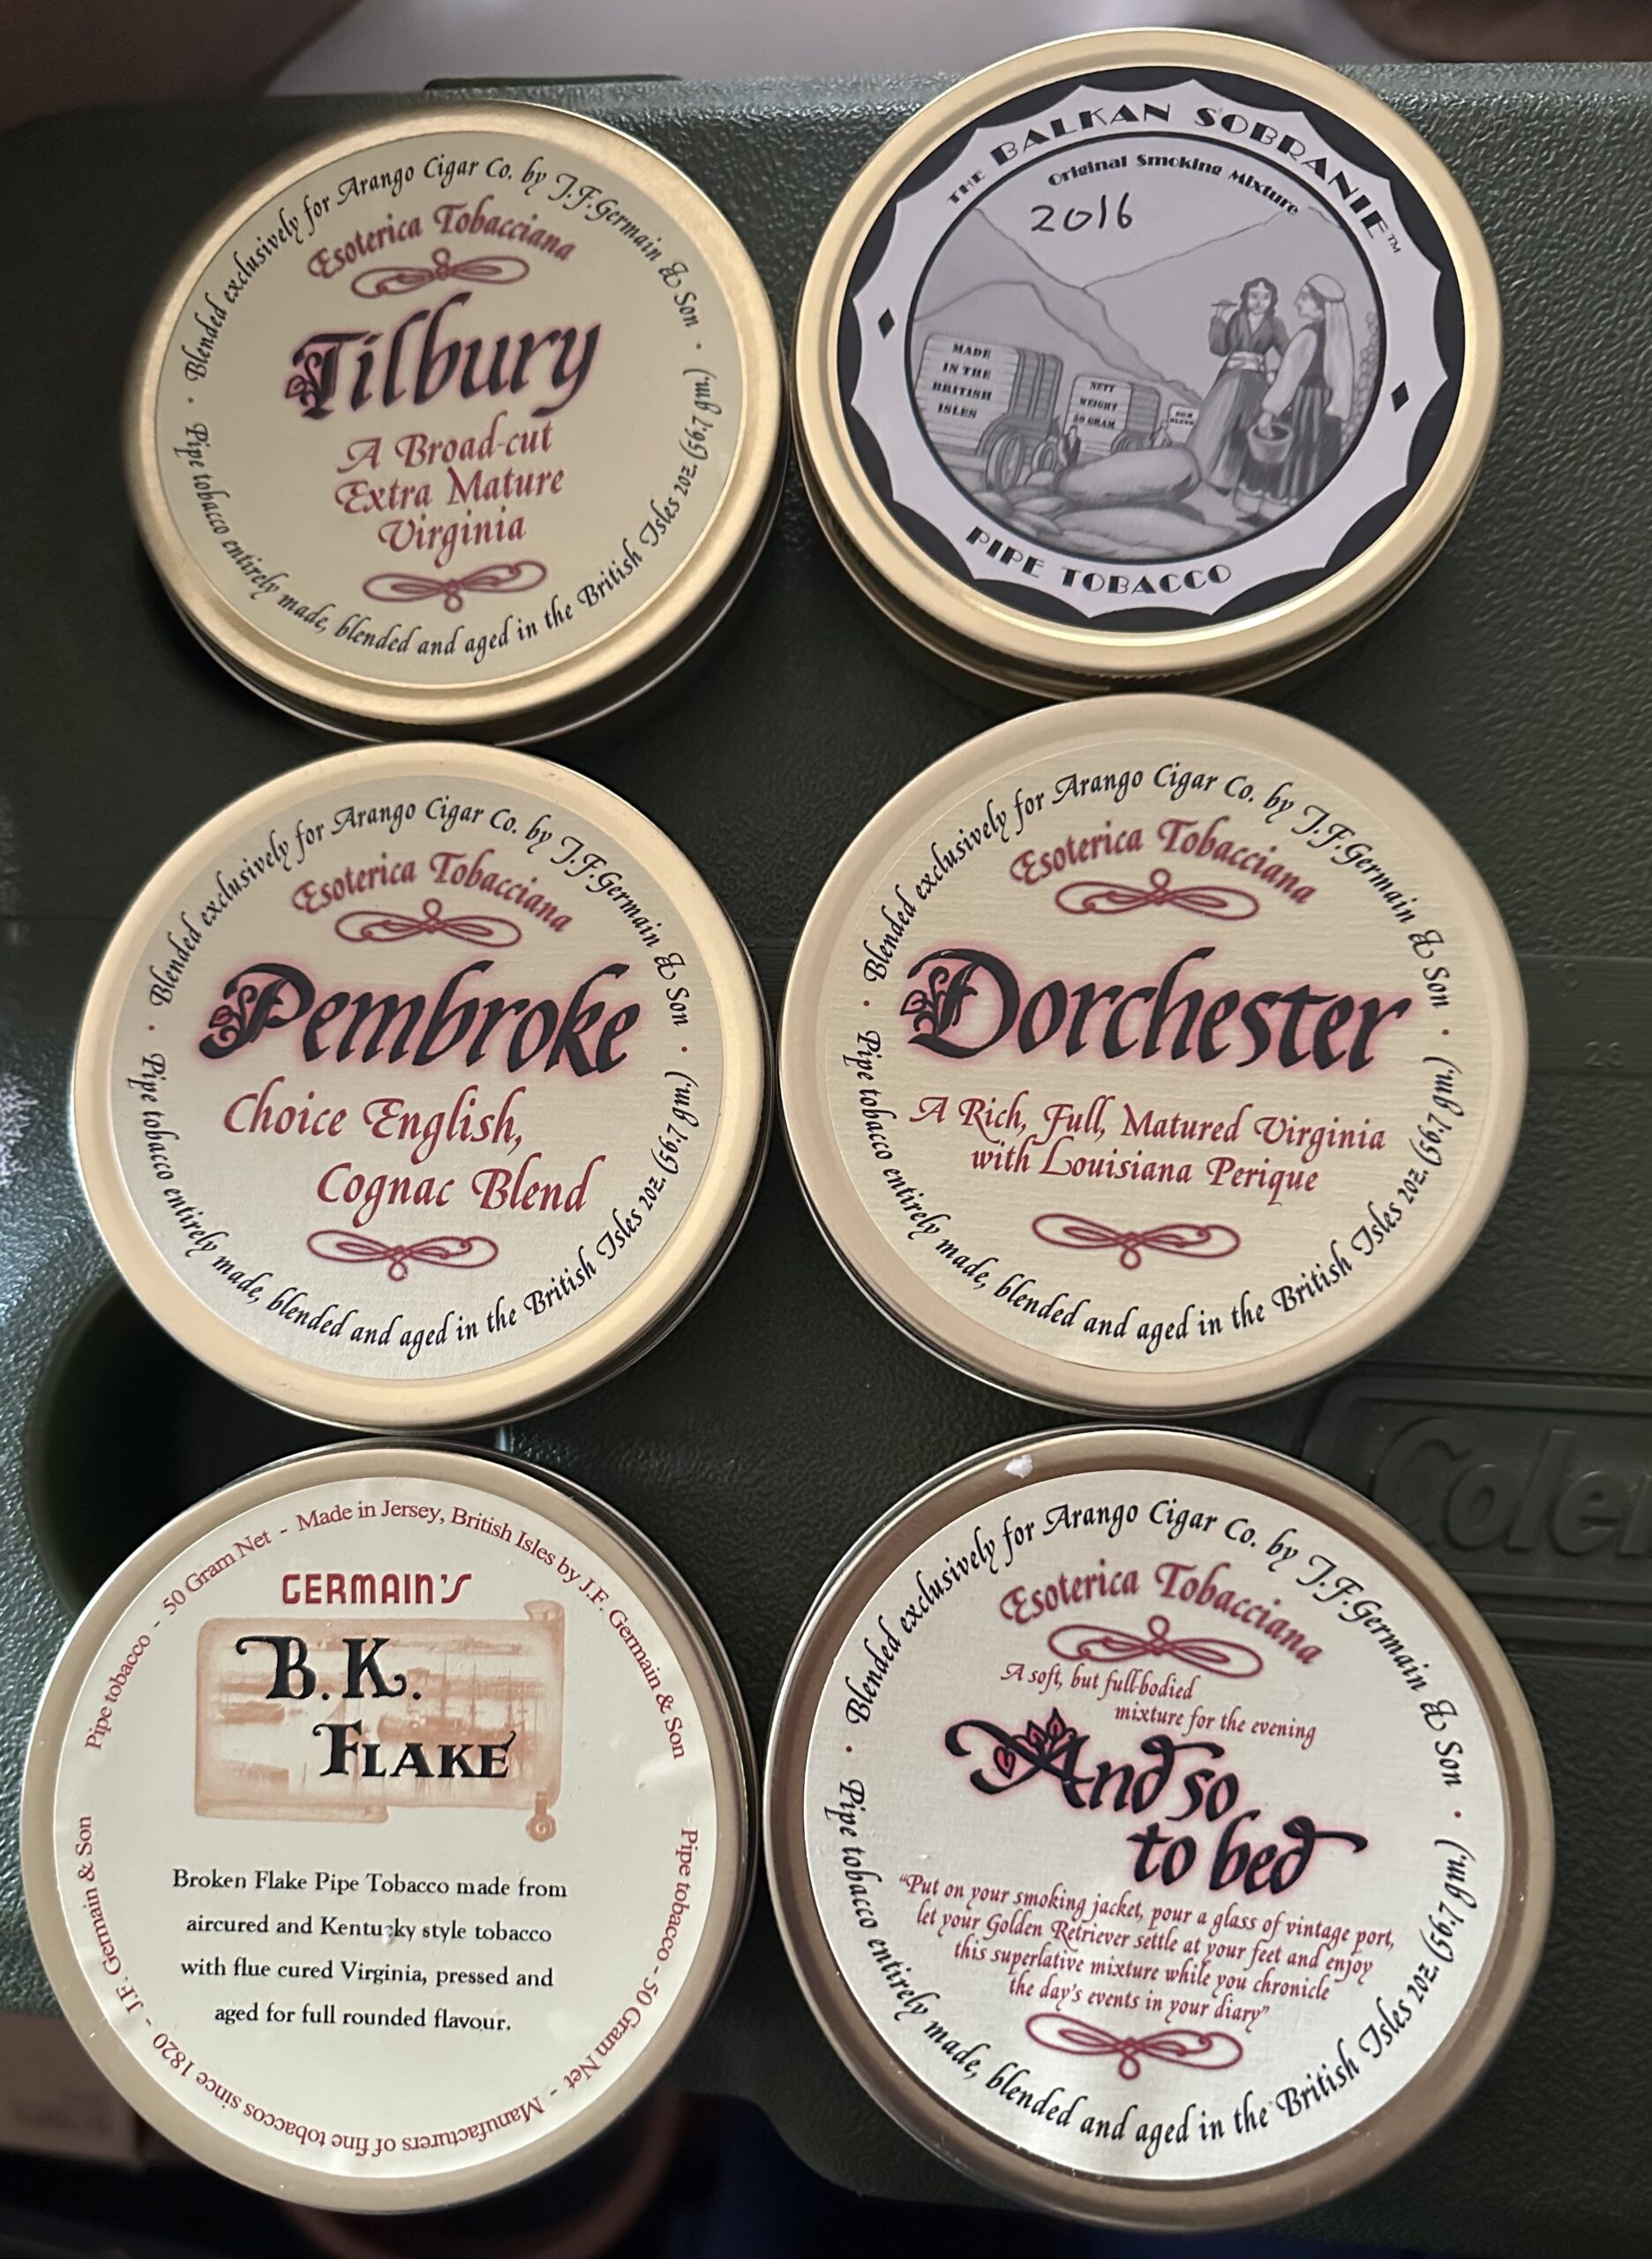 Blended exclusively for Arango Cigar Co. by J.F.Germain & Son
Esoterica Tobacciana
Tilbury
A Broad-cut
Extra Mature
Virginia
Pipe tobacco entirely made, blended and aged in the British Isles 2oz. (56.7 gm.)
THE BALKAN SOBRANIE™
Original Smoking Mixture
2016
MADE
IN THE
BRITISH
ISLES
NETT
WEIGHT
50 GRAM
PIPE TOBACCO
Blended exclusively for Arango Cigar Co. by J.F.Germain & Son
Esoterica Tobacciana
Pembroke
Choice English,
Cognac Blend
Pipe tobacco entirely made, blended and aged in the British Isles 2oz. (56.7 gm.)
Blended exclusively for Arango Cigar Co. by J.F.Germain & Son
Esoterica Tobacciana
Dorchester
A Rich, Full, Matured Virginia
with Louisiana Perique
Pipe tobacco entirely made, blended and aged in the British Isles 2oz. (56.7 gm.)
Pipe tobacco - 50 Gram Net - Made in Jersey, British Isles by J.F. Germain & Son
GERMAIN'S
B.K.
FLAKE
G
Broken Flake Pipe Tobacco made from
aircured and Kentucky style tobacco
with flue cured Virginia, pressed and
aged for full rounded flavour.
Pipe tobacco - 50 Gram Net - Manufacturers of fine tobaccos since 1820 - J.F. Germain & Son
Blended exclusively for Arango Cigar Co. by J.F.Germain & Son
Esoterica Tobacciana
A soft, but full-bodied
mixture for the evening
And so
to bed
"Put on your smoking jacket, pour a glass of vintage port,
let your Golden Retriever settle at your feet and enjoy
this superlative mixture while you chronicle
the day's events in your diary"
Pipe tobacco entirely made, blended and aged in the British Isles 2oz. (56.7 gm.)
Cole